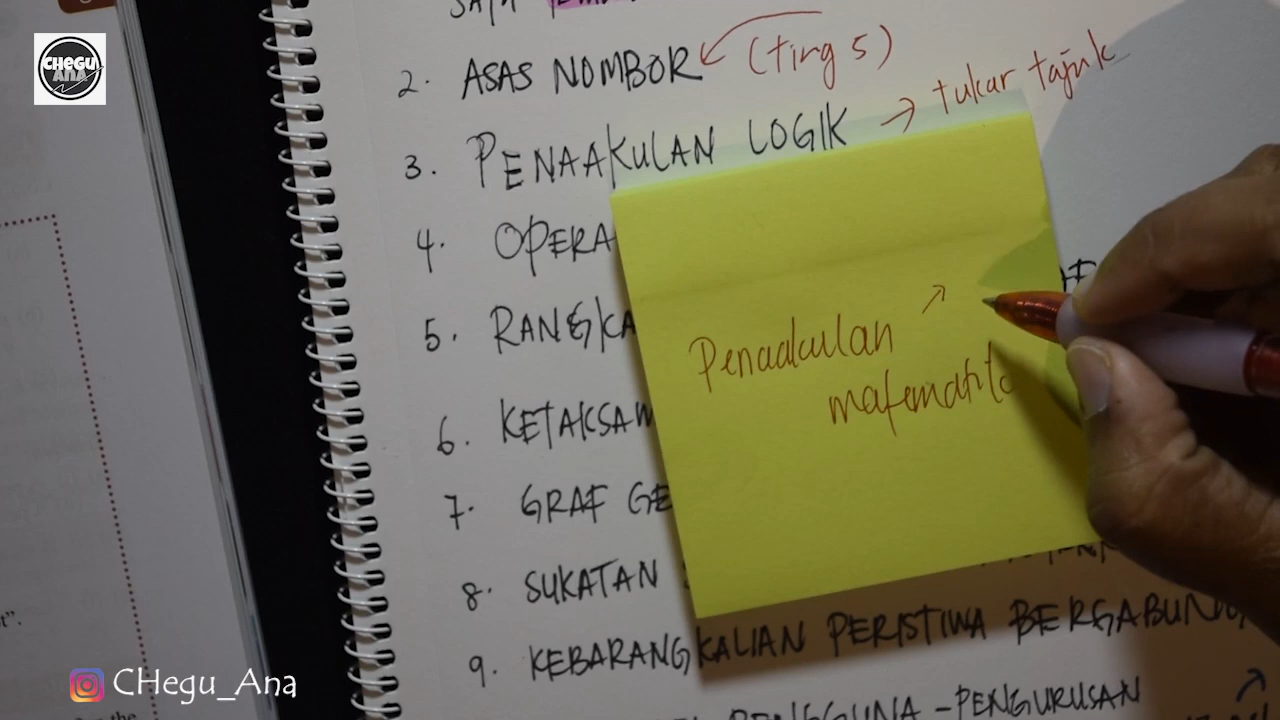 CHEGU
ANA
SATU
2. ASAS NOMBOR (Ting 5)
3. PENAAKULAN LOGIK → tukar tajuk
4. OPERA
5. RANGKA
6. KETAKSAM
7. GRAF GE
8. SUKATAN
9. KEBARANGKALIAN PERISTIWA BERGABUNG
PENGGUNA - PENGURUSAN
Penaakulan
matematik
CHegu_Ana